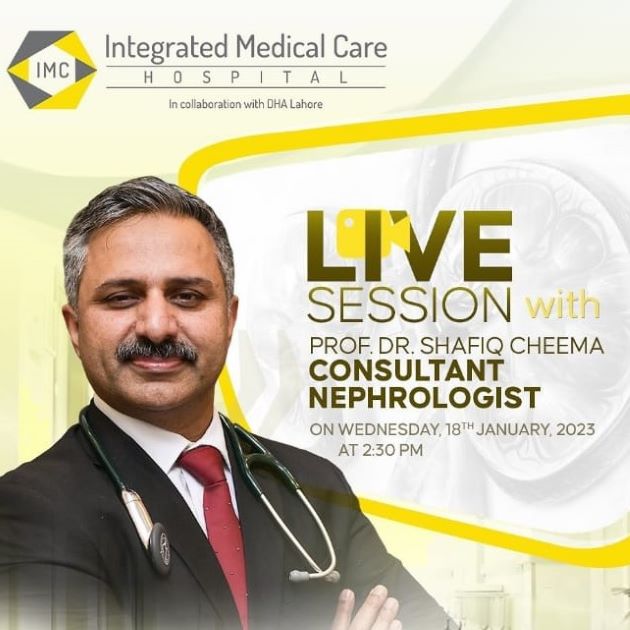 IMC
Integrated Medical Care
HOSPITAL
In collaboration with DHA Lahore
LIVE
SESSION with
PROF. DR. SHAFIQ CHEEMA
CONSULTANT
NEPHROLOGIST
ON WEDNESDAY, 18TH JANUARY, 2023
AT 2:30 PM